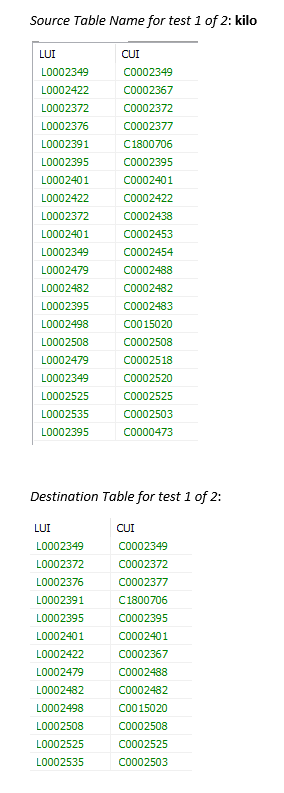 Source Table Name for test 1 of 2: kilo
LUI CUI
L0002349 C0002349
L0002422 C0002367
L0002372 C0002372
L0002376 C0002377
L0002391 C1800706
L0002395 C0002395
L0002401 C0002401
L0002422 C0002422
L0002372 C0002438
L0002401 C0002453
L0002349 C0002454
L0002479 C0002488
L0002482 C0002482
L0002395 C0002483
L0002498 C0015020
L0002508 C0002508
L0002479 C0002518
L0002349 C0002520
L0002525 C0002525
L0002535 C0002503
L0002395 C0000473
Destination Table for test 1 of 2:
LUI CUI
L0002349 C0002349
L0002372 C0002372
L0002376 C0002377
L0002391 C1800706
L0002395 C0002395
L0002401 C0002401
L0002422 C0002367
L0002479 C0002488
L0002482 C0002482
L0002498 C0015020
L0002508 C0002508
L0002525 C0002525
L0002535 C0002503